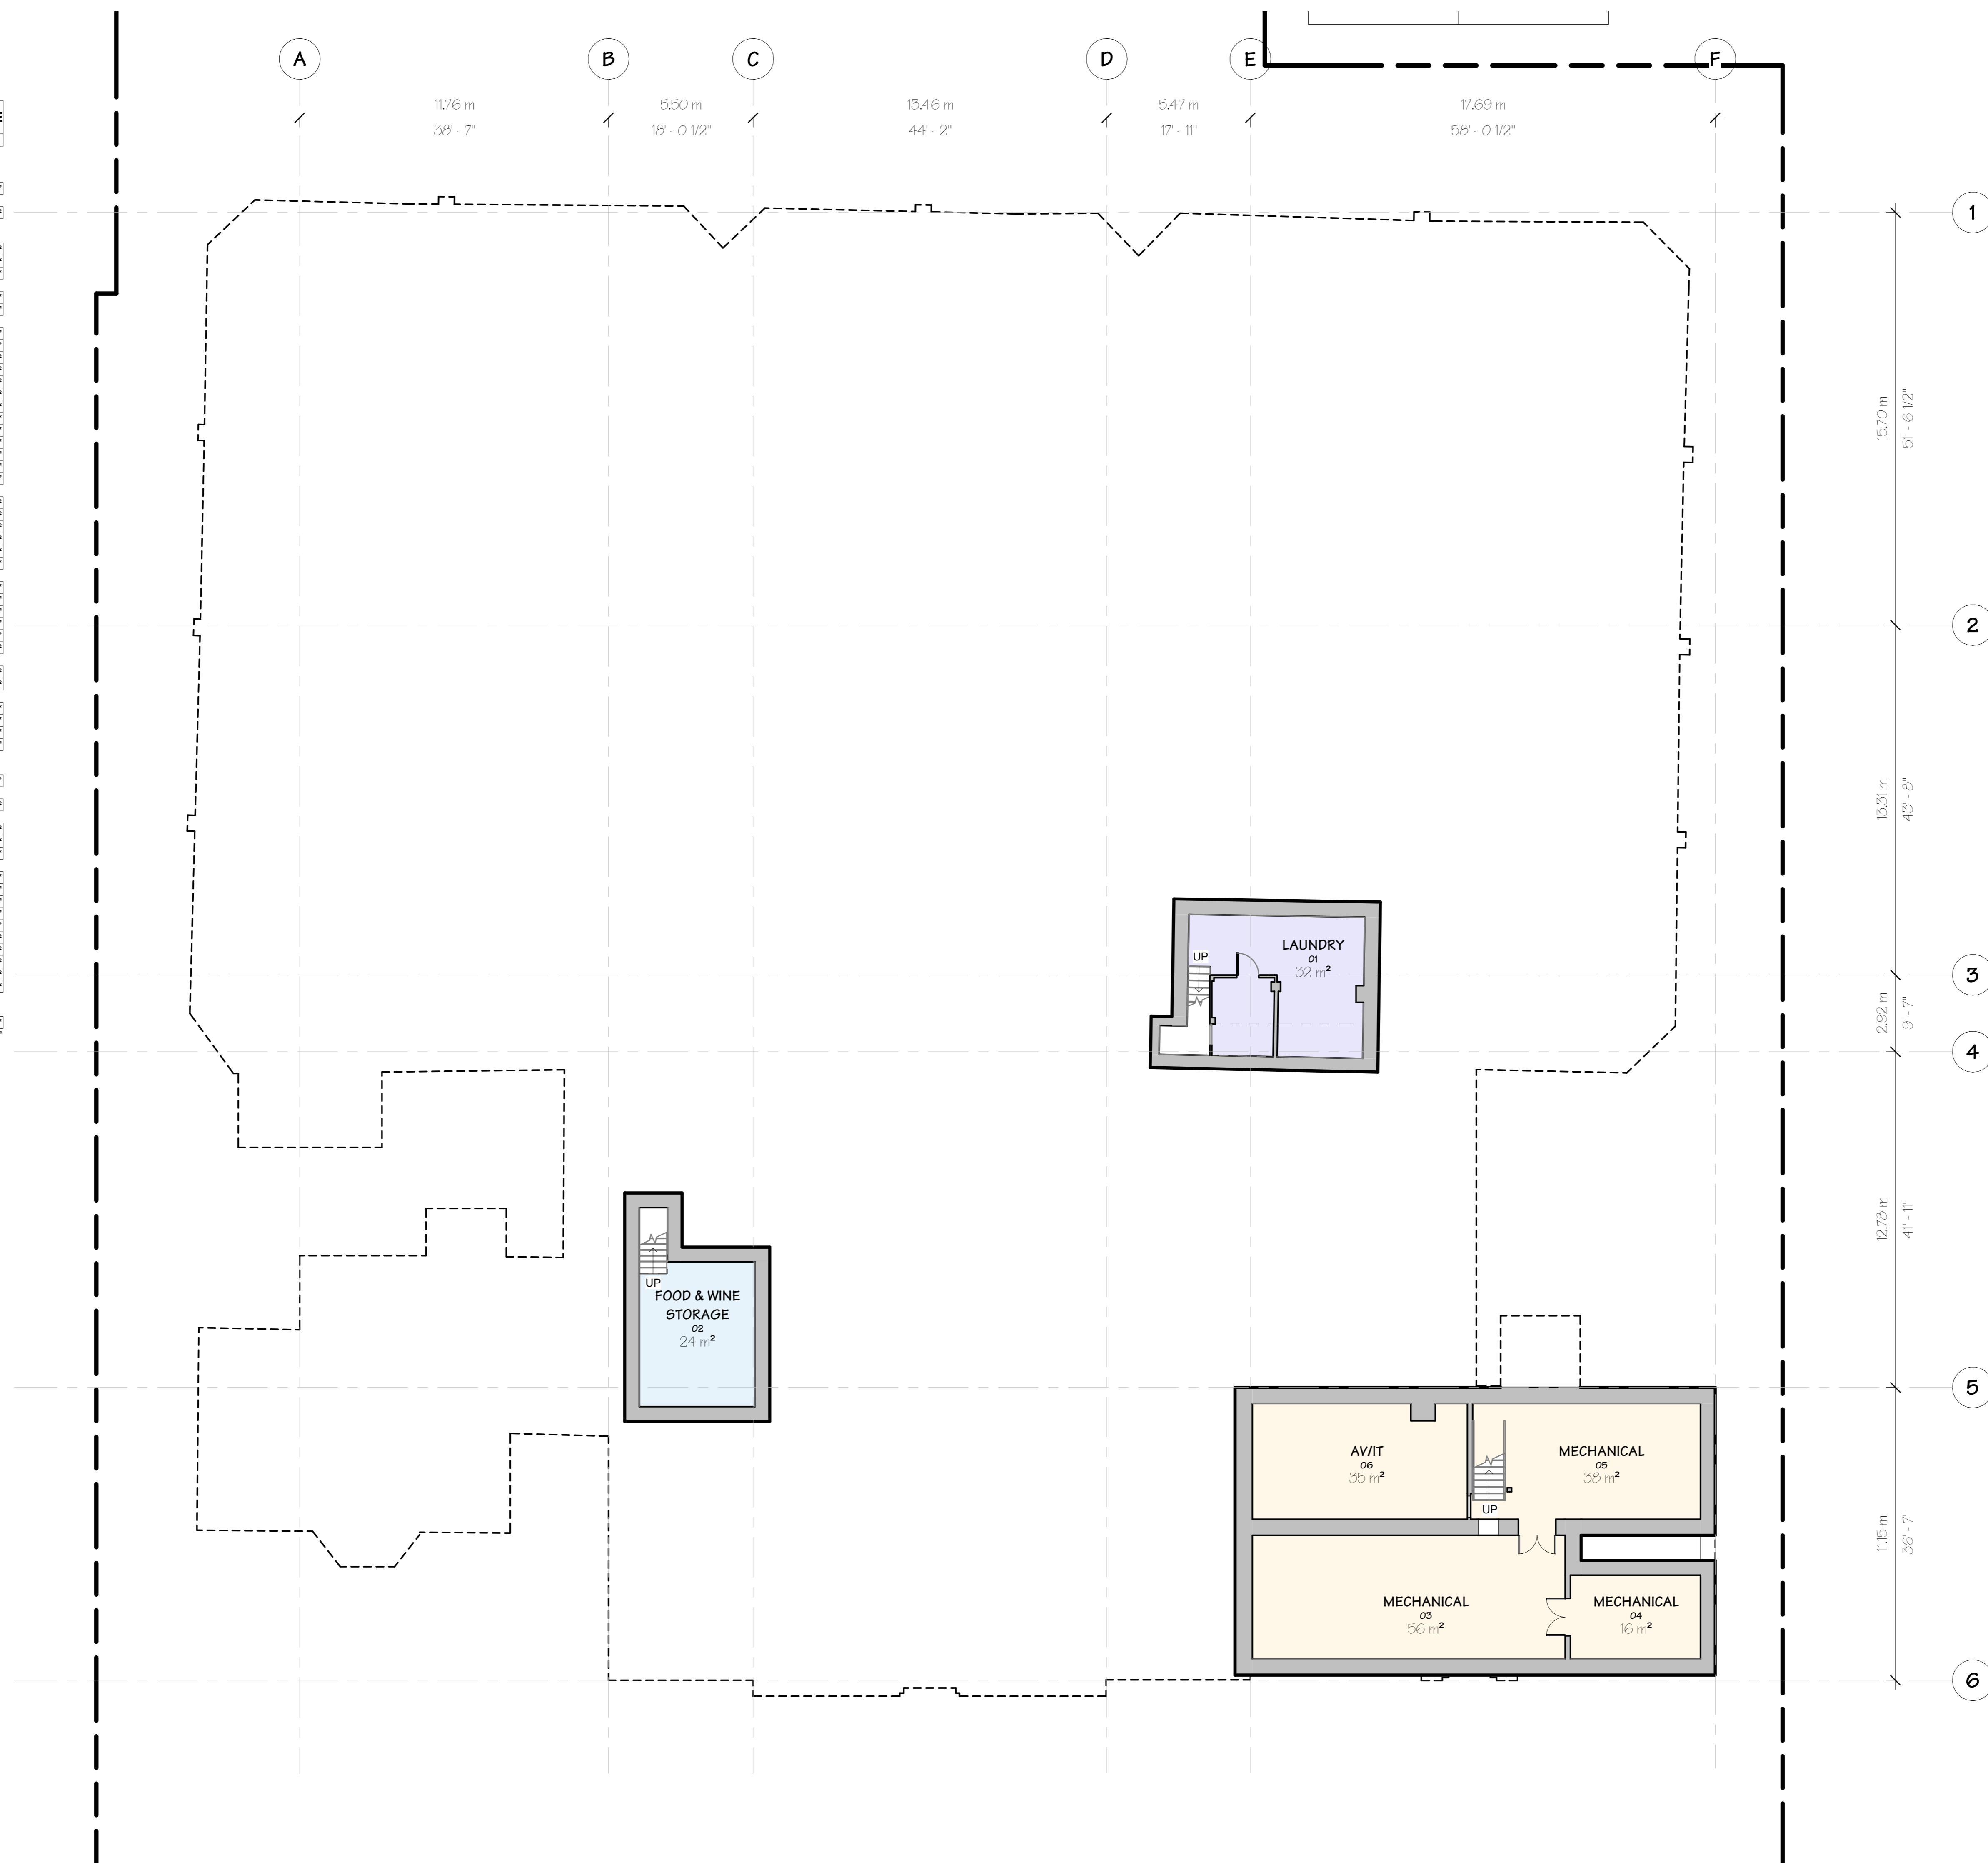 A
B
C
D
E
F
11.76 m
5.50 m
13.46 m
5.47 m
17.69 m
38' - 7"
18' - 0 1/2"
44' - 2"
17' - 11"
58' - 0 1/2"
1
15.70 m
51' - 6 1/2"
2
13.31 m
43' - 8"
LAUNDRY
01
32 m²
UP
3
2.92 m
9' - 7"
4
12.78 m
41' - 11"
UP
FOOD & WINE
STORAGE
02
24 m²
5
AV/IT
06
35 m²
MECHANICAL
05
38 m²
UP
11.15 m
36' - 7"
MECHANICAL
03
56 m²
MECHANICAL
04
16 m²
6